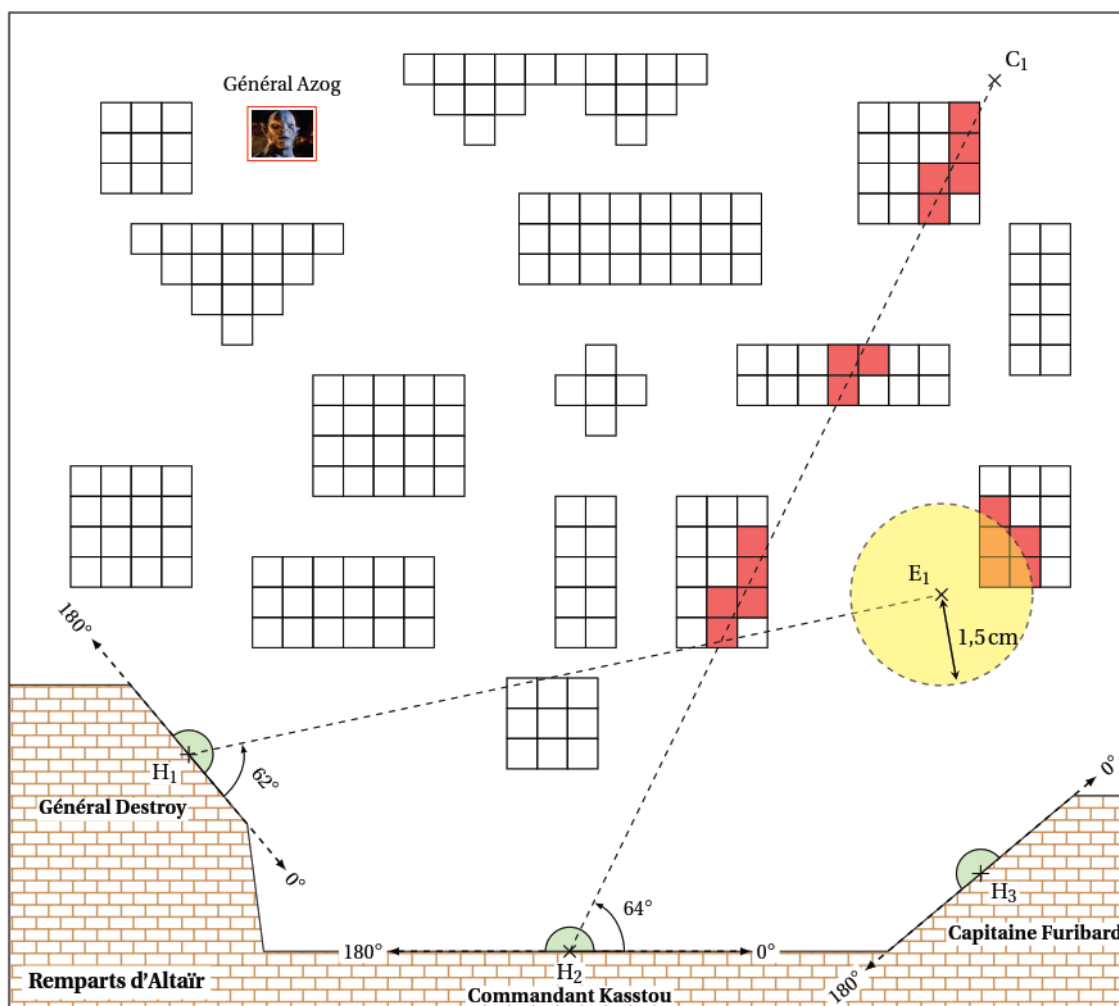 C₁
Général Azog
E₁
1,5 cm
180°
H₁
62°
Général Destroy
0°
0°
H₃
64°
Capitaine Furibard
180°
0°
H₂
180°
Remparts d'Altaïr
Commandant Kasstou